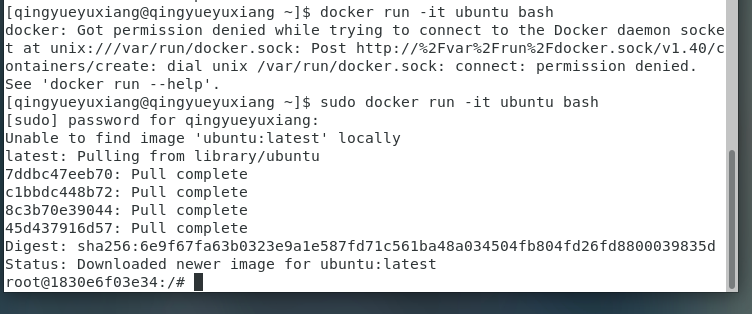 [qingyueyuxiang@qingyueyuxiang ~]$ docker run -it ubuntu bash
docker: Got permission denied while trying to connect to the Docker daemon socke
t at unix:///var/run/docker.sock: Post http://%2Fvar%2Frun%2Fdocker.sock/v1.40/c
ontainers/create: dial unix /var/run/docker.sock: connect: permission denied.
See 'docker run --help'.
[qingyueyuxiang@qingyueyuxiang ~]$ sudo docker run -it ubuntu bash
[sudo] password for qingyueyuxiang:
Unable to find image 'ubuntu:latest' locally
latest: Pulling from library/ubuntu
7ddbc47eeb70: Pull complete
c1bbdc448b72: Pull complete
8c3b70e39044: Pull complete
45d437916d57: Pull complete
Digest: sha256:6e9f67fa63b0323e9a1e587fd71c561ba48a034504fb804fd26fd8800039835d
Status: Downloaded newer image for ubuntu:latest
root@1830e6f03e34:/#